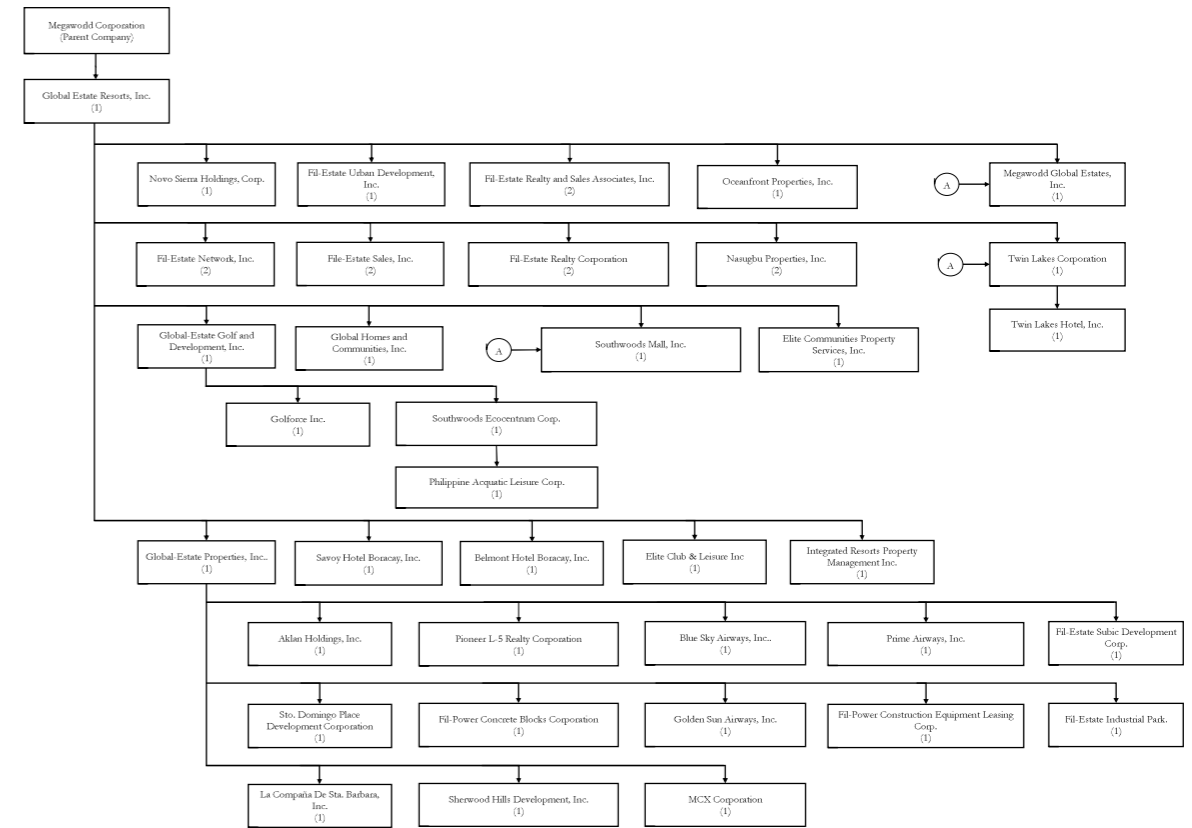 Megaworld Corporation
(Parent Company)
Global Estate Resorts, Inc.
(1)
Novo Sierra Holdings, Corp.
(1)
Fil-Estate Urban Development,
Inc.
(1)
Fil-Estate Realty and Sales Associates, Inc.
(2)
Oceanfront Properties, Inc.
(1)
A
Megaworld Global Estates,
Inc.
(1)
Fil-Estate Network, Inc.
(2)
File-Estate Sales, Inc.
(2)
Fil-Estate Realty Corporation
(2)
Nasugbu Properties, Inc.
(2)
A
Twin Lakes Corporation
(1)
Twin Lakes Hotel, Inc.
(1)
Global-Estate Golf and
Development, Inc.
(1)
Global Homes and
Communities, Inc.
(1)
A
Southwoods Mall, Inc.
(1)
Elite Communities Property
Services, Inc.
(1)
Golforce Inc.
(1)
Southwoods Ecocentrum Corp.
(1)
Philippine Acquatic Leisure Corp.
(1)
Global-Estate Properties, Inc..
(1)
Savoy Hotel Boracay, Inc.
(1)
Belmont Hotel Boracay, Inc.
(1)
Elite Club & Leisure Inc
(1)
Integrated Resorts Property
Management Inc.
(1)
Aklan Holdings, Inc.
(1)
Pioneer L-5 Realty Corporation
(1)
Blue Sky Airways, Inc..
(1)
Prime Airways, Inc.
(1)
Fil-Estate Subic Development
Corp.
(1)
Sto. Domingo Place
Development Corporation
(1)
Fil-Power Concrete Blocks Corporation
(1)
Golden Sun Airways, Inc.
(1)
Fil-Power Construction Equipment Leasing
Corp.
(1)
Fil-Estate Industrial Park.
(1)
La Compaña De Sta. Barbara,
Inc.
(1)
Sherwood Hills Development, Inc.
(1)
MCX Corporation
(1)